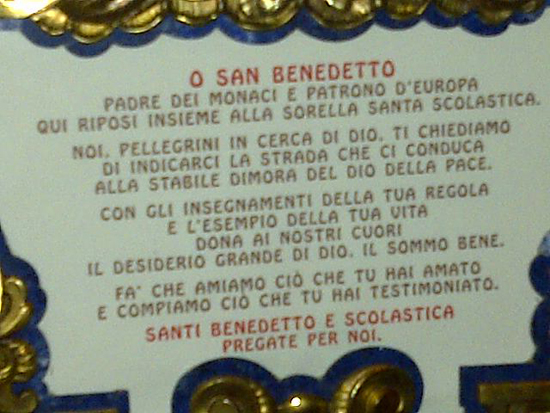 O SAN BENEDETTO
PADRE DEI MONACI E PATRONO D'EUROPA
QUI RIPOSI INSIEME ALLA SORELLA SANTA SCOLASTICA.
NOI, PELLEGRINI IN CERCA DI DIO, TI CHIEDIAMO
DI INDICARCI LA STRADA CHE CI CONDUCA
ALLA STABILE DIMORA DEL DIO DELLA PACE.
CON GLI INSEGNAMENTI DELLA TUA REGOLA
E L'ESEMPIO DELLA TUA VITA
DONA AI NOSTRI CUORI
IL DESIDERIO GRANDE DI DIO, IL SOMMO BENE.
FA' CHE AMIAMO CIÒ CHE TU HAI AMATO
E COMPIAMO CIÒ CHE TU HAI TESTIMONIATO.
SANTI BENEDETTO E SCOLASTICA
PREGATE PER NOI.